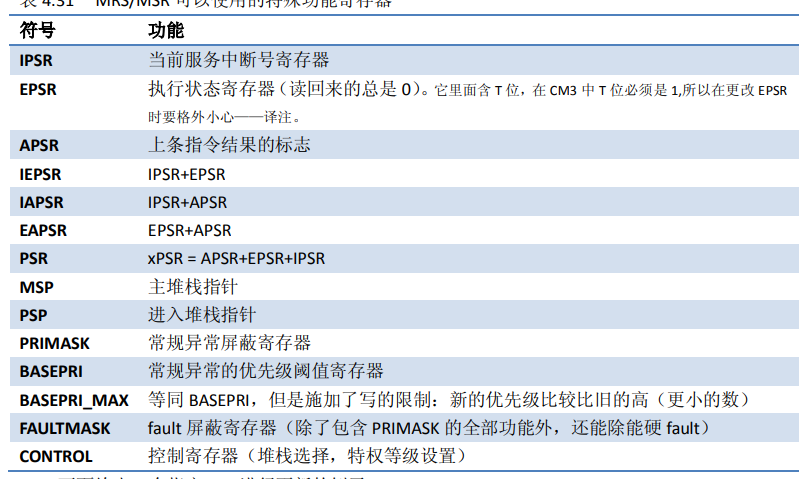 表 4.31 MRS/MSR 可以使用的特殊功能寄存器
符号 功能
IPSR 当前服务中断号寄存器
EPSR 执行状态寄存器（读回来的总是 0）。它里面含 T 位，在 CM3 中 T 位必须是 1,所以在更改 EPSR
时要格外小心——译注。
APSR 上条指令结果的标志
IEPSR IPSR+EPSR
IAPSR IPSR+APSR
EAPSR EPSR+APSR
PSR xPSR = APSR+EPSR+IPSR
MSP 主堆栈指针
PSP 进入堆栈指针
PRIMASK 常规异常屏蔽寄存器
BASEPRI 常规异常的优先级阈值寄存器
BASEPRI_MAX 等同 BASEPRI，但是施加了写的限制：新的优先级比较比旧的高（更小的数）
FAULTMASK fault 屏蔽寄存器（除了包含 PRIMASK 的全部功能外，还能除能硬 fault）
CONTROL 控制寄存器（堆栈选择，特权等级设置）